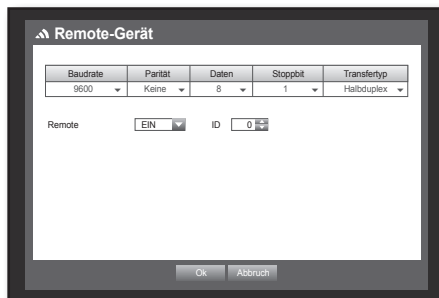 Remote-Gerät
Baudrate Parität Daten Stoppbit Transfertyp
9600 Keine 8 1 Halbduplex
Remote EIN ID 0
Ok Abbruch